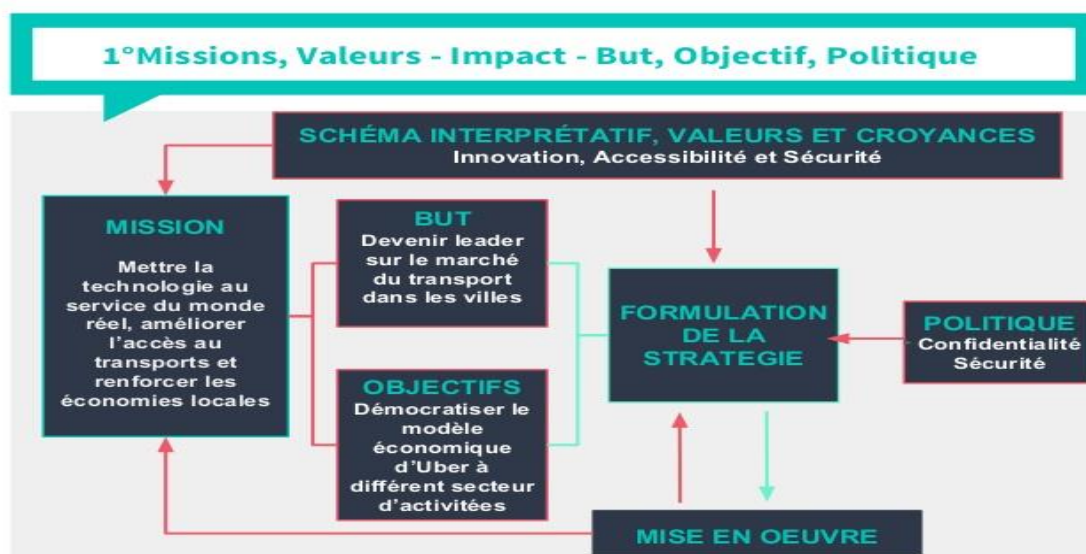 1°Missions, Valeurs - Impact - But, Objectif, Politique
SCHÉMA INTERPRÉTATIF, VALEURS ET CROYANCES
Innovation, Accessibilité et Sécurité
MISSION
Mettre la
technologie au
service du monde
réel, améliorer
l'accès au
transports et
renforcer les
économies locales
BUT
Devenir leader
sur le marché
du transport
dans les villes
OBJECTIFS
Démocratiser le
modèle
économique
d'Uber à
différent secteur
d'activitées
FORMULATION
DE LA
STRATEGIE
POLITIQUE
Confidentialité
Sécurité
MISE EN OEUVRE